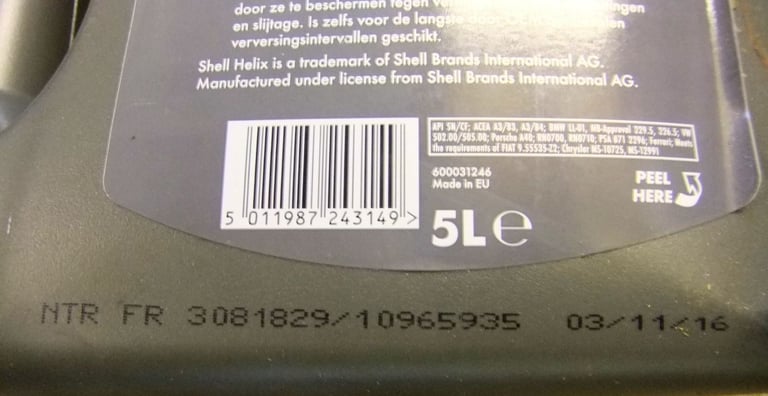 door ze te beschermen tegen
en slijtage. Is zelfs voor de langste
verversingsintervallen geschikt.
Shell Helix is a trademark of Shell Brands International AG.
Manufactured under license from Shell Brands International AG.
API SN/CF; ACEA A3/B3, A3/B4; BMW LL-01, MB-Approval 229.5, 226.5; VW
502.00/505.00; Porsche A40; RN0700, RN0710; PSA B71 2296; Ferrari; Meets
the requirements of FIAT 9.55535-Z2; Chrysler MS-10725, MS-12991
600031246
Made in EU
PEEL
HERE
5 011987 243149 >
5L e
NTR FR 3081829/10965935 03/11/16